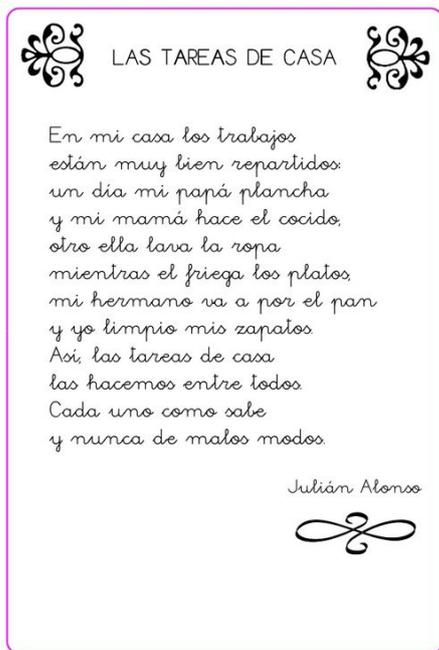 LAS TAREAS DE CASA
En mi casa los trabajos
están muy bien repartidos:
un día mi papá plancha
y mi mamá hace el cocido,
otro ella lava la ropa
mientras el friega los platos,
mi hermano va a por el pan
y yo limpio mis zapatos.
Así, las tareas de casa
las hacemos entre todos.
Cada uno como sabe
y nunca de malos modos.
Julián Alonso